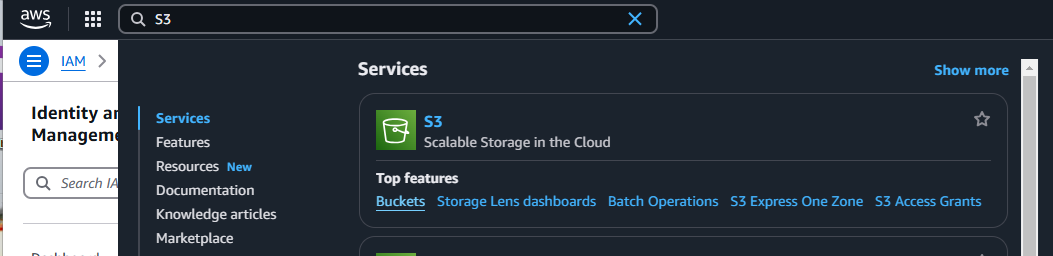 aws
S3
IAM
Services
Show more
Identity an
Manageme
Search IA
Services
Features
Resources New
Documentation
Knowledge articles
Marketplace
S3
Scalable Storage in the Cloud
Top features
Buckets Storage Lens dashboards Batch Operations S3 Express One Zone S3 Access Grants